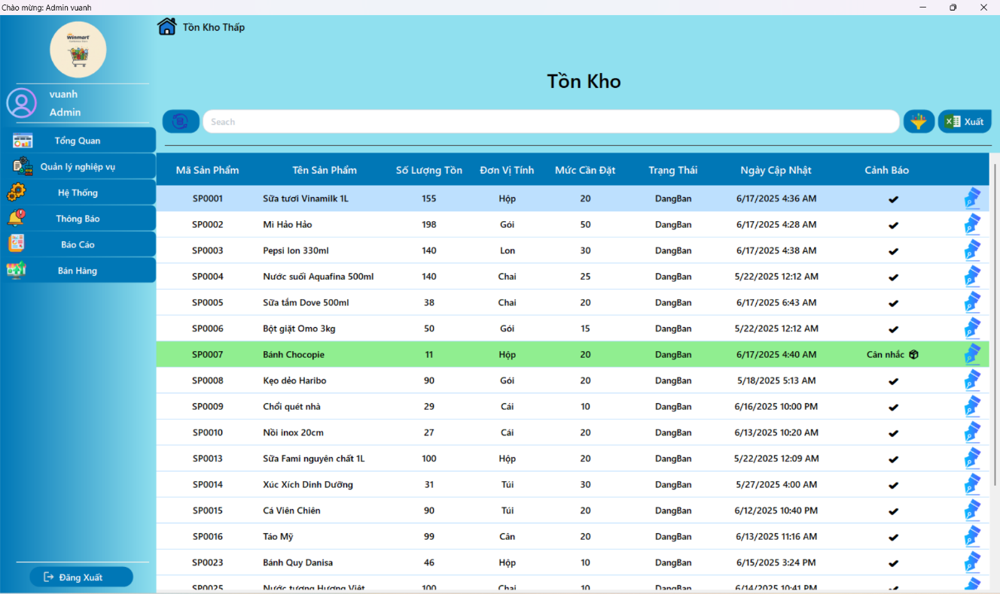 Chào mừng: Admin vuanh
Winmart
vuanh
Admin
Tổng Quan
Quản lý nghiệp vụ
Hệ Thống
Thông Báo
Báo Cáo
Bán Hàng
Đăng Xuất
Tồn Kho Thấp
Tồn Kho
Seach
Xuất
Mã Sản Phẩm Tên Sản Phẩm Số Lượng Tồn Đơn Vị Tính Mức Cần Đặt Trạng Thái Ngày Cập Nhật Cảnh Báo
SP0001 Sữa tươi Vinamilk 1L 155 Hộp 20 DangBan 6/17/2025 4:36 AM ✔
SP0002 Mì Hảo Hảo 198 Gói 50 DangBan 6/17/2025 4:28 AM ✔
SP0003 Pepsi lon 330ml 140 Lon 30 DangBan 6/17/2025 4:38 AM ✔
SP0004 Nước suối Aquafina 500ml 140 Chai 25 DangBan 5/22/2025 12:12 AM ✔
SP0005 Sữa tắm Dove 500ml 38 Chai 20 DangBan 6/17/2025 6:43 AM ✔
SP0006 Bột giặt Omo 3kg 50 Gói 15 DangBan 5/22/2025 12:12 AM ✔
SP0007 Bánh Chocopie 11 Hộp 20 DangBan 6/17/2025 4:40 AM Cân nhắc
SP0008 Kẹo dẻo Haribo 90 Gói 20 DangBan 5/18/2025 5:13 AM ✔
SP0009 Chổi quét nhà 29 Cái 10 DangBan 6/16/2025 10:00 PM ✔
SP0010 Nồi inox 20cm 27 Cái 20 DangBan 6/13/2025 10:20 AM ✔
SP0013 Sữa Fami nguyên chất 1L 100 Hộp 20 DangBan 5/22/2025 12:09 AM ✔
SP0014 Xúc Xích Dinh Dưỡng 31 Túi 30 DangBan 5/27/2025 4:00 AM ✔
SP0015 Cá Viên Chiên 90 Túi 20 DangBan 6/12/2025 10:40 PM ✔
SP0016 Táo Mỹ 99 Cân 20 DangBan 6/13/2025 11:16 AM ✔
SP0023 Bánh Quy Danisa 46 Hộp 10 DangBan 6/15/2025 3:24 PM ✔
SP0025 Nước tương Hương Việt 100 Chai 10 DangBan 6/14/2025 10:41 PM ✔